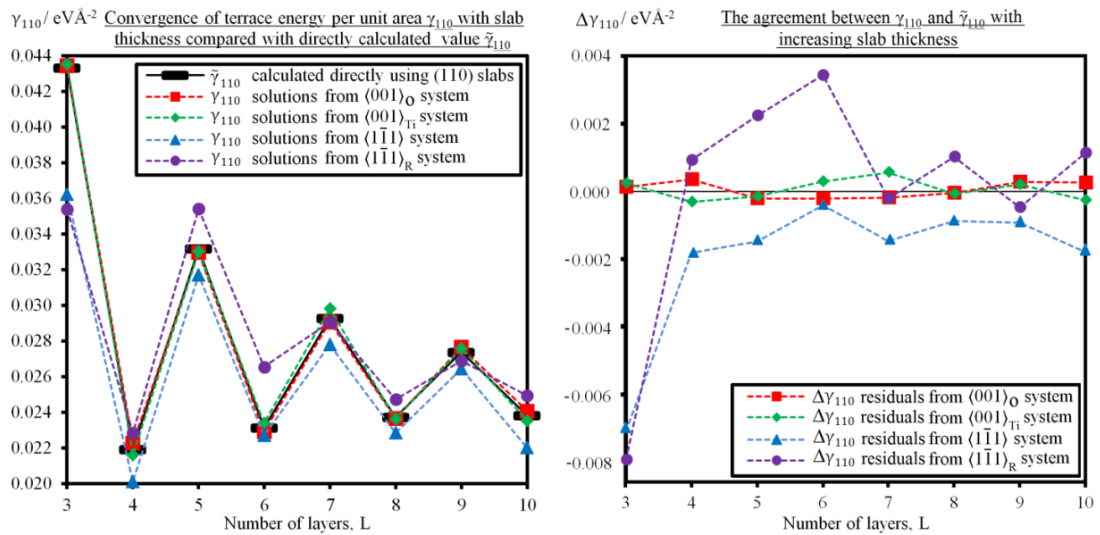 γ₁₁₀ / eVÅ⁻²
Convergence of terrace energy per unit area γ₁₁₀ with slab
thickness compared with directly calculated value γ̃₁₁₀
0.044
0.042
0.040
0.038
0.036
0.034
0.032
0.030
0.028
0.026
0.024
0.022
0.020
γ̃₁₁₀ calculated directly using (110) slabs
γ₁₁₀ solutions from ⟨001⟩O system
γ₁₁₀ solutions from ⟨001⟩Ti system
γ₁₁₀ solutions from ⟨11̄1⟩ system
γ₁₁₀ solutions from ⟨11̄1⟩R system
3 4 5 6 7 8 9 10
Number of layers, L
Δγ₁₁₀ / eVÅ⁻²
The agreement between γ₁₁₀ and γ̃₁₁₀ with
increasing slab thickness
0.004
0.002
0.000
-0.002
-0.004
-0.006
-0.008
Δγ₁₁₀ residuals from ⟨001⟩O system
Δγ₁₁₀ residuals from ⟨001⟩Ti system
Δγ₁₁₀ residuals from ⟨11̄1⟩ system
Δγ₁₁₀ residuals from ⟨11̄1⟩R system
3 4 5 6 7 8 9 10
Number of layers, L